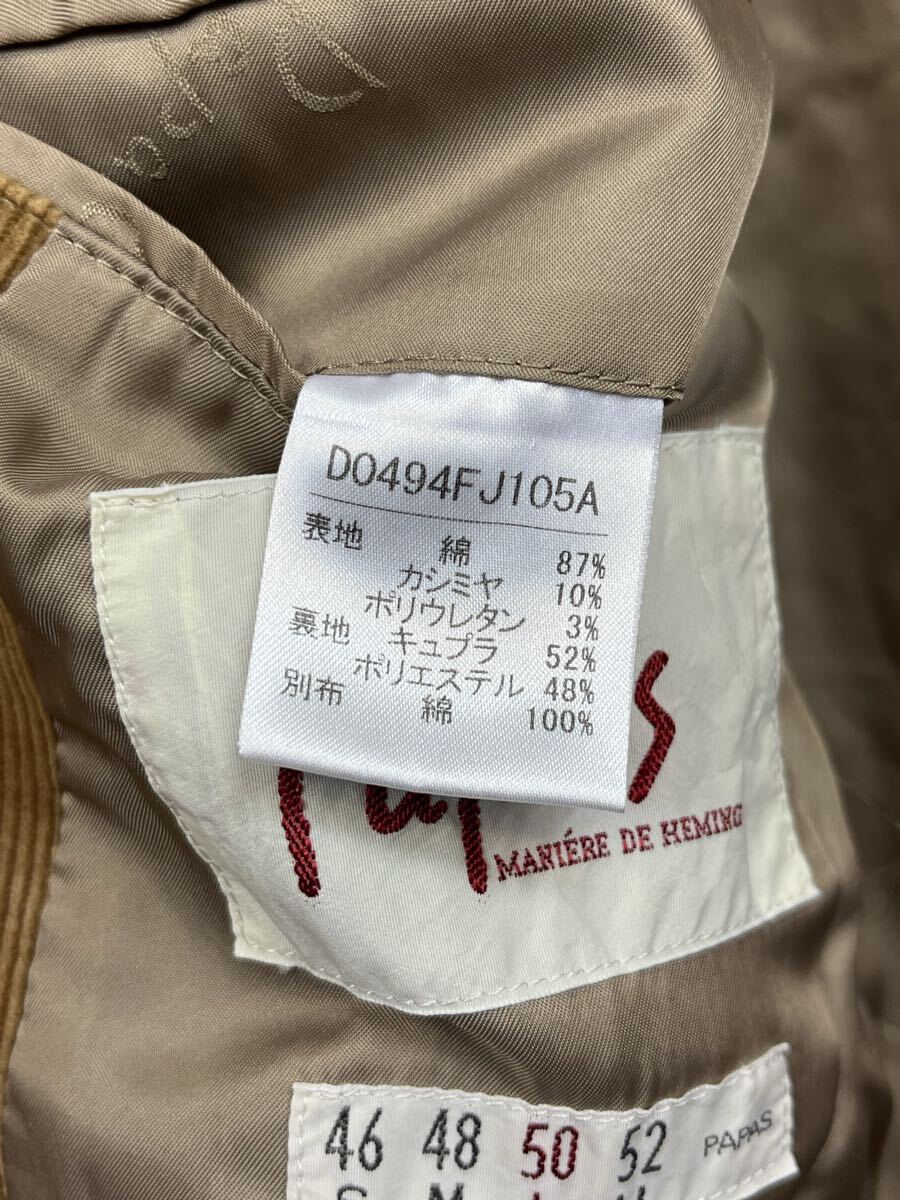 Papa
D0494FJ105A
表地 綿 87%
カシミヤ 10%
ポリウレタン 3%
裏地 キュプラ 52%
ポリエステル 48%
別布 綿 100%
MANIÉRE DE HEMING
46 48 50 52 PAPAS